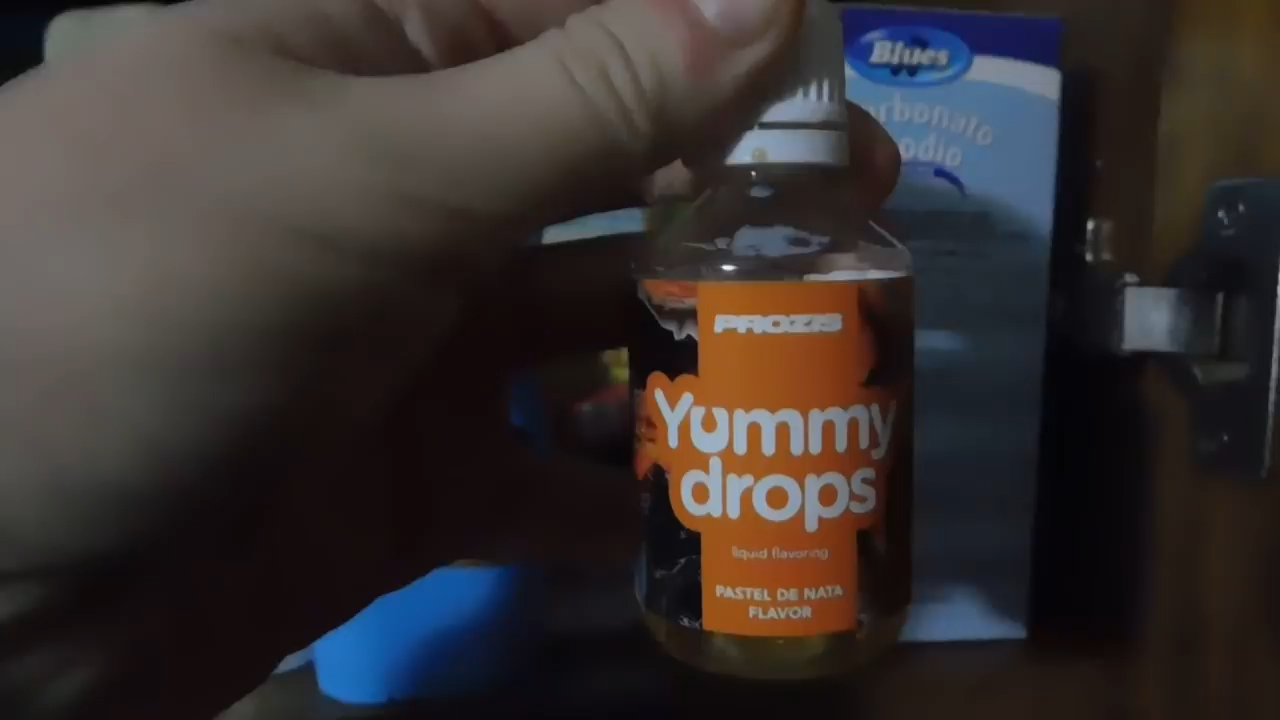 Blues
PROZIS
Yummy
drops
liquid flavoring
PASTEL DE NATA
FLAVOR